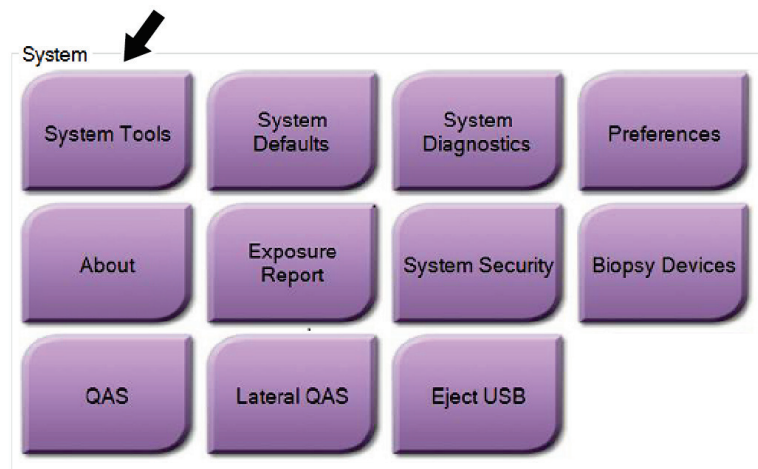 System
System Tools
System
Defaults
System
Diagnostics
Preferences
About
Exposure
Report
System Security
Biopsy Devices
QAS
Lateral QAS
Eject USB